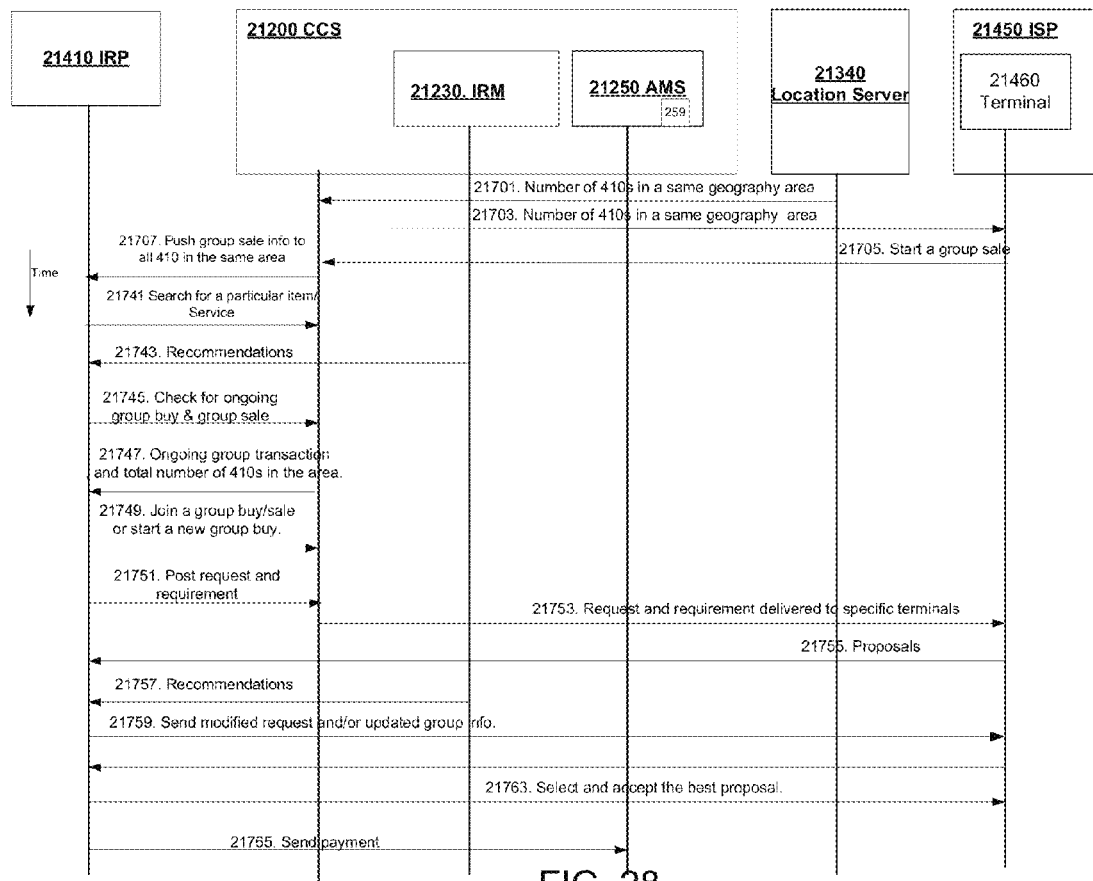 21410 IRP
21200 CCS
21230. IRM
21250 AMS
259
21340
Location Server
21450 ISP
21460
Terminal
21701. Number of 410s in a same geography area
21703. Number of 410s in a same geography area
21705. Start a group sale
21707. Push group sale info to
all 410 in the same area
Time
21741 Search for a particular item/
Service
21743. Recommendations
21745. Check for ongoing
group buy & group sale
21747. Ongoing group transaction
and total number of 410s in the area.
21749. Join a group buy/sale
or start a new group buy.
21751. Post request and
requirement
21753. Request and requirement delivered to specific terminals
21755. Proposals
21757. Recommendations
21759. Send modified request and/or updated group info.
21763. Select and accept the best proposal.
21765. Send payment